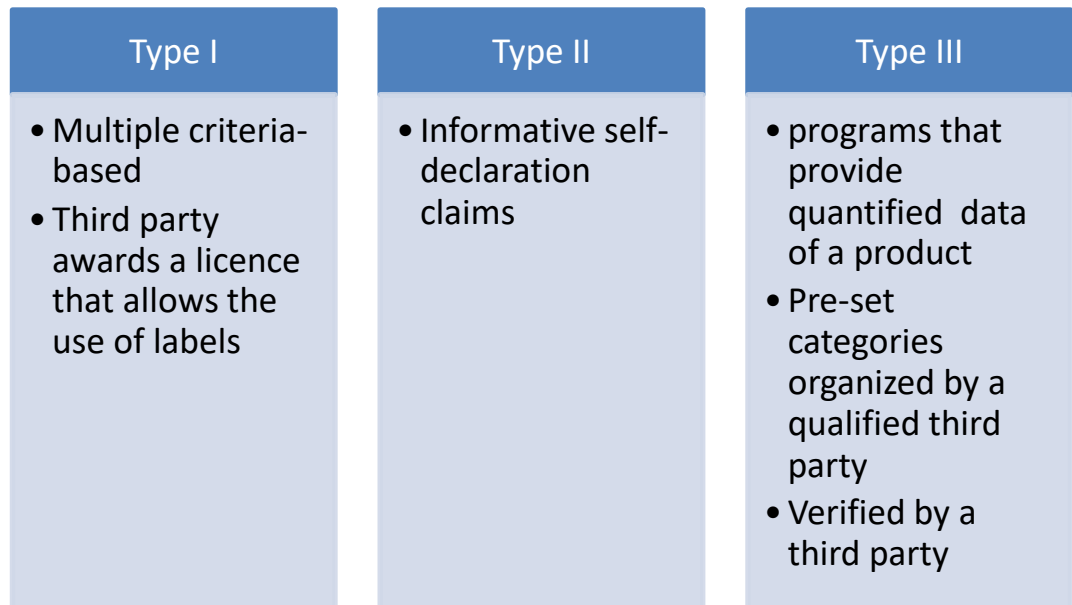 Type I
• Multiple criteria-
based
• Third party
awards a licence
that allows the
use of labels
Type II
• Informative self-
declaration
claims
Type III
• programs that
provide
quantified  data
of a product
• Pre-set
categories
organized by a
qualified third
party
• Verified by a
third party